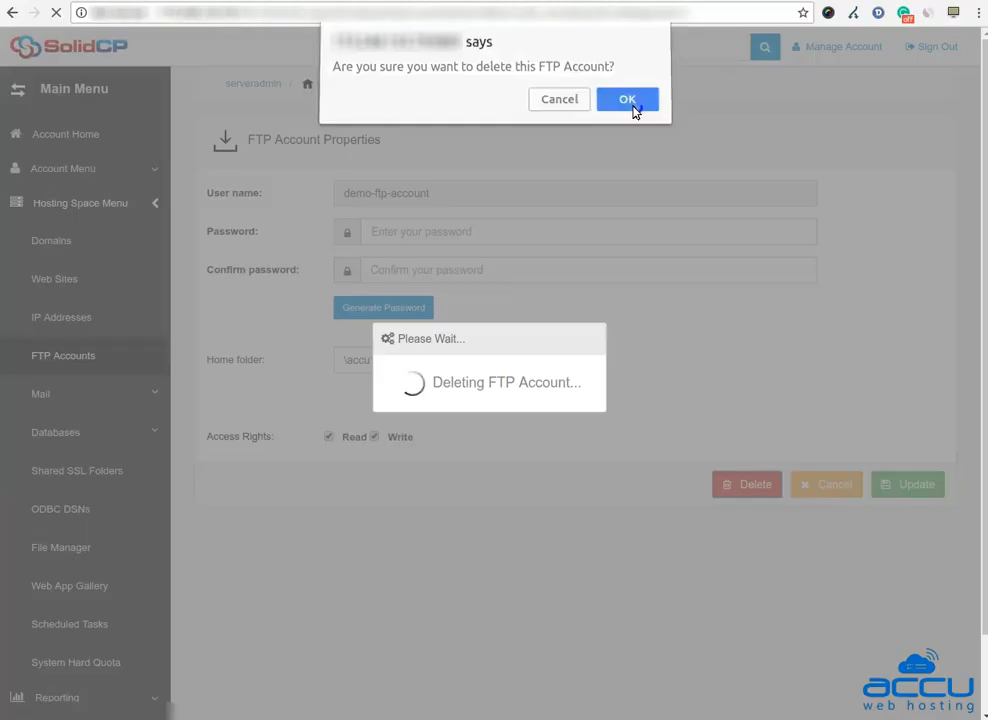 off
says
Are you sure you want to delete this FTP Account?
Cancel
OK
SolidCP
Manage Account
Sign Out
Main Menu
serveradmin /
Account Home
Account Menu
Hosting Space Menu
Domains
Web Sites
IP Addresses
FTP Accounts
Mail
Databases
Shared SSL Folders
ODBC DSNs
File Manager
Web App Gallery
Scheduled Tasks
System Hard Quota
Reporting
FTP Account Properties
User name:
demo-ftp-account
Password:
Enter your password
Confirm password:
Confirm your password
Generate Password
Please Wait...
Deleting FTP Account...
Home folder:
\accu
Access Rights:
Read
Write
Delete
Cancel
Update
accu
web hosting